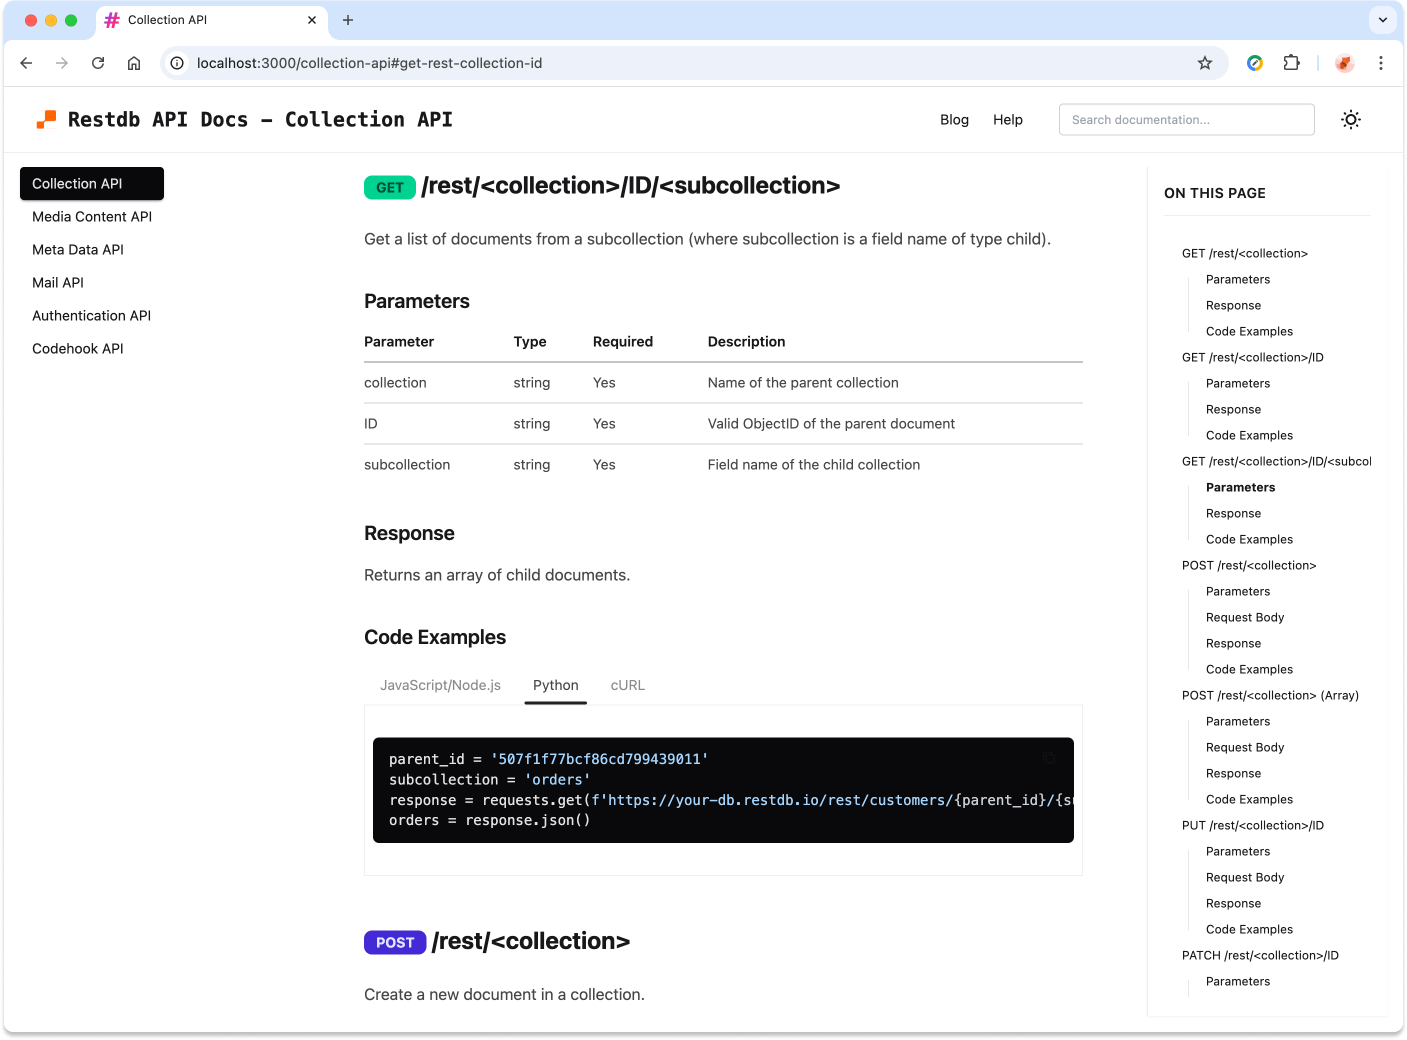 Collection API
localhost:3000/collection-api#get-rest-collection-id
Restdb API Docs – Collection API
Blog
Help
Search documentation...
Collection API
Media Content API
Meta Data API
Mail API
Authentication API
Codehook API
GET /rest/<collection>/ID/<subcollection>
Get a list of documents from a subcollection (where subcollection is a field name of type child).
Parameters
Parameter Type Required Description
collection string Yes Name of the parent collection
ID string Yes Valid ObjectID of the parent document
subcollection string Yes Field name of the child collection
Response
Returns an array of child documents.
Code Examples
JavaScript/Node.js Python cURL
parent_id = '507f1f77bcf86cd799439011'
subcollection = 'orders'
response = requests.get(f'https://your-db.restdb.io/rest/customers/{parent_id}/{su
orders = response.json()
POST /rest/<collection>
Create a new document in a collection.
ON THIS PAGE
GET /rest/<collection>
Parameters
Response
Code Examples
GET /rest/<collection>/ID
Parameters
Response
Code Examples
GET /rest/<collection>/ID/<subcol
Parameters
Response
Code Examples
POST /rest/<collection>
Parameters
Request Body
Response
Code Examples
POST /rest/<collection> (Array)
Parameters
Request Body
Response
Code Examples
PUT /rest/<collection>/ID
Parameters
Request Body
Response
Code Examples
PATCH /rest/<collection>/ID
Parameters